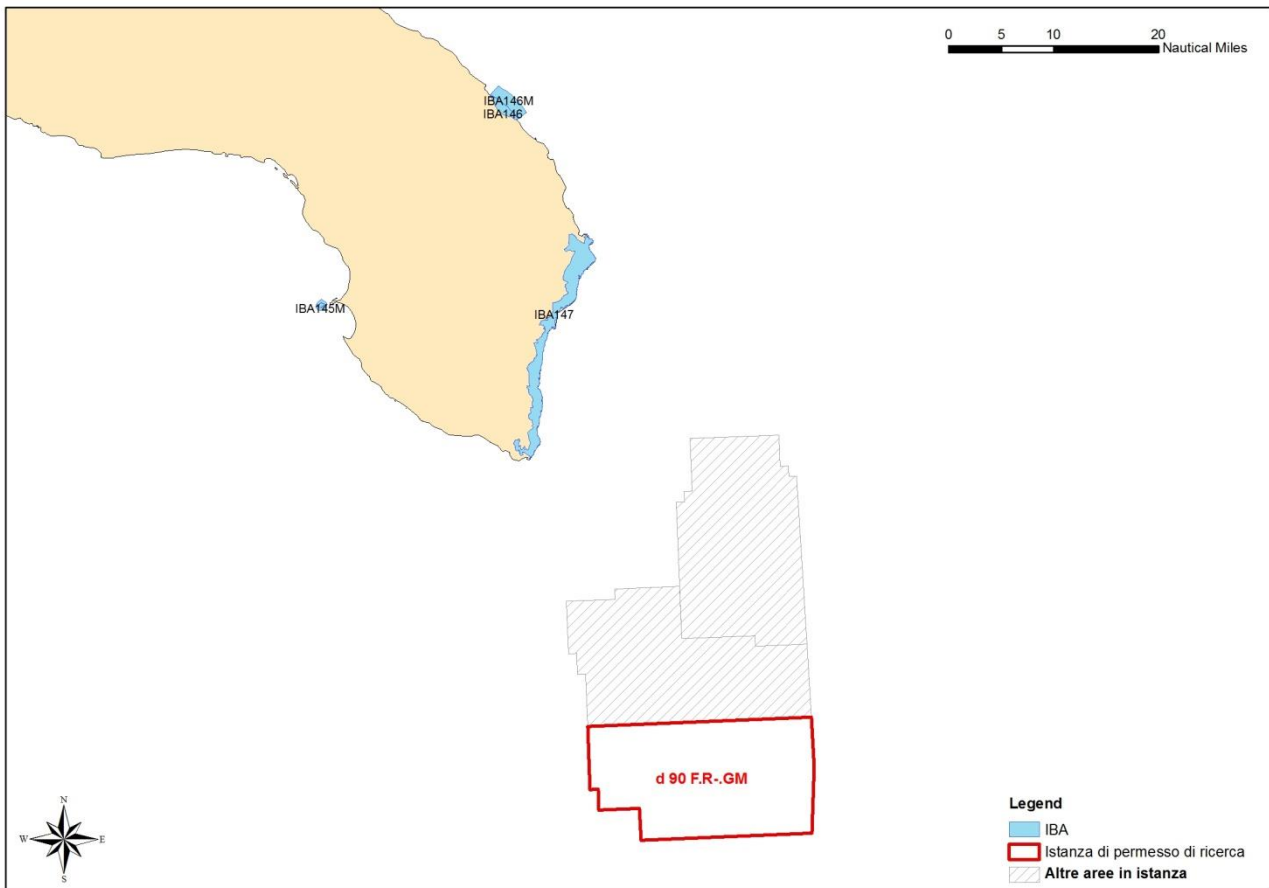 0 5 10 20
Nautical Miles
IBA146M
IBA146
IBA145M
IBA147
d 90 F.R-.GM
N
W E
S
Legend
IBA
Istanza di permesso di ricerca
Altre aree in istanza